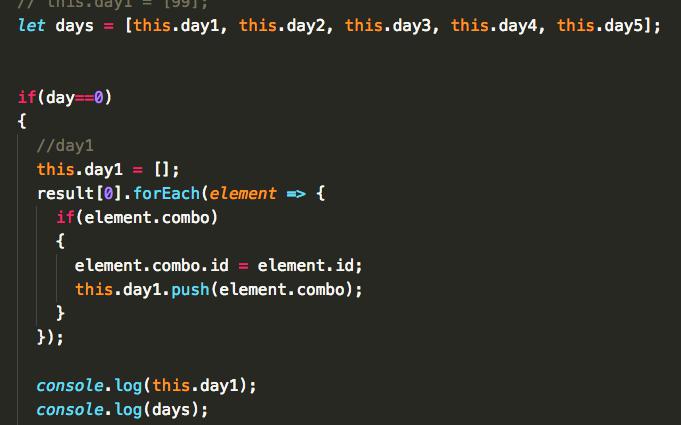 // this.day1 = [99];
let days = [this.day1, this.day2, this.day3, this.day4, this.day5];
if(day==0)
{
//day1
this.day1 = [];
result[0].forEach(element => {
if(element.combo)
{
element.combo.id = element.id;
this.day1.push(element.combo);
}
});
console.log(this.day1);
console.log(days);